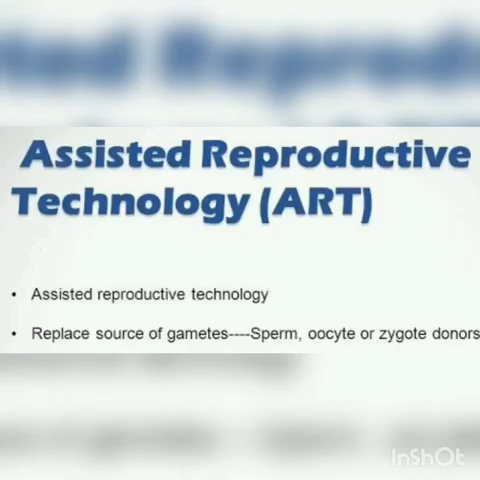 Assisted Reproductive
Technology (ART)
• Assisted reproductive technology
• Replace source of gametes----Sperm, oocyte or zygote donors
InShOt